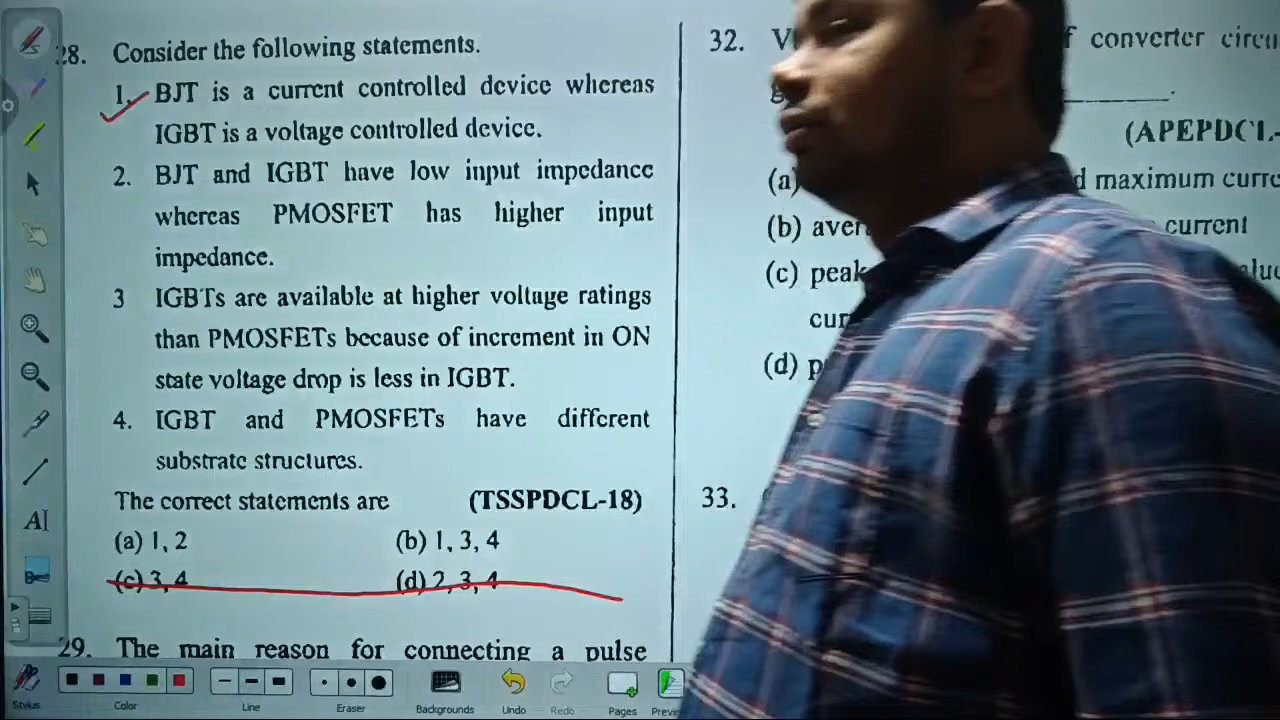 28. Consider the following statements.
1. BJT is a current controlled device whereas
IGBT is a voltage controlled device.
2. BJT and IGBT have low input impedance
whereas PMOSFET has higher input
impedance.
3 IGBTs are available at higher voltage ratings
than PMOSFETs because of increment in ON
state voltage drop is less in IGBT.
4. IGBT and PMOSFETs have different
substrate structures.
The correct statements are (TSSPDCL-18)
(a) 1, 2 (b) 1, 3, 4
(c) 3, 4 (d) 2, 3, 4
29. The main reason for connecting a pulse
32. converter
(APEPDCL-
(a) maximum
(b) current
(c) peak
(d)
33.
AI
Stylus
Color
Line
Eraser
Backgrounds
Undo
Redo
Pages